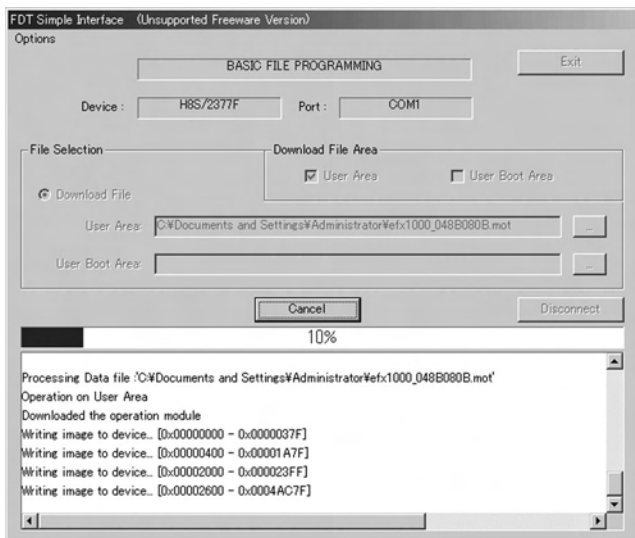 FDT Simple Interface (Unsupported Freeware Version)
Options
BASIC FILE PROGRAMMING
Exit
Device : H8S/2377F Port : COM1
File Selection
Download File Area
User Area User Boot Area
Download File
User Area: C:¥Documents and Settings¥Administrator¥efx1000_048B080B.mot ...
User Boot Area: ...
Cancel
Disconnect
10%
Processing Data file :'C:¥Documents and Settings¥Administrator¥efx1000_048B080B.mot'
Operation on User Area
Downloaded the operation module
Writing image to device... [0x00000000 - 0x0000037F]
Writing image to device... [0x00000400 - 0x00001A7F]
Writing image to device... [0x00002000 - 0x000023FF]
Writing image to device... [0x00002600 - 0x0004AC7F]